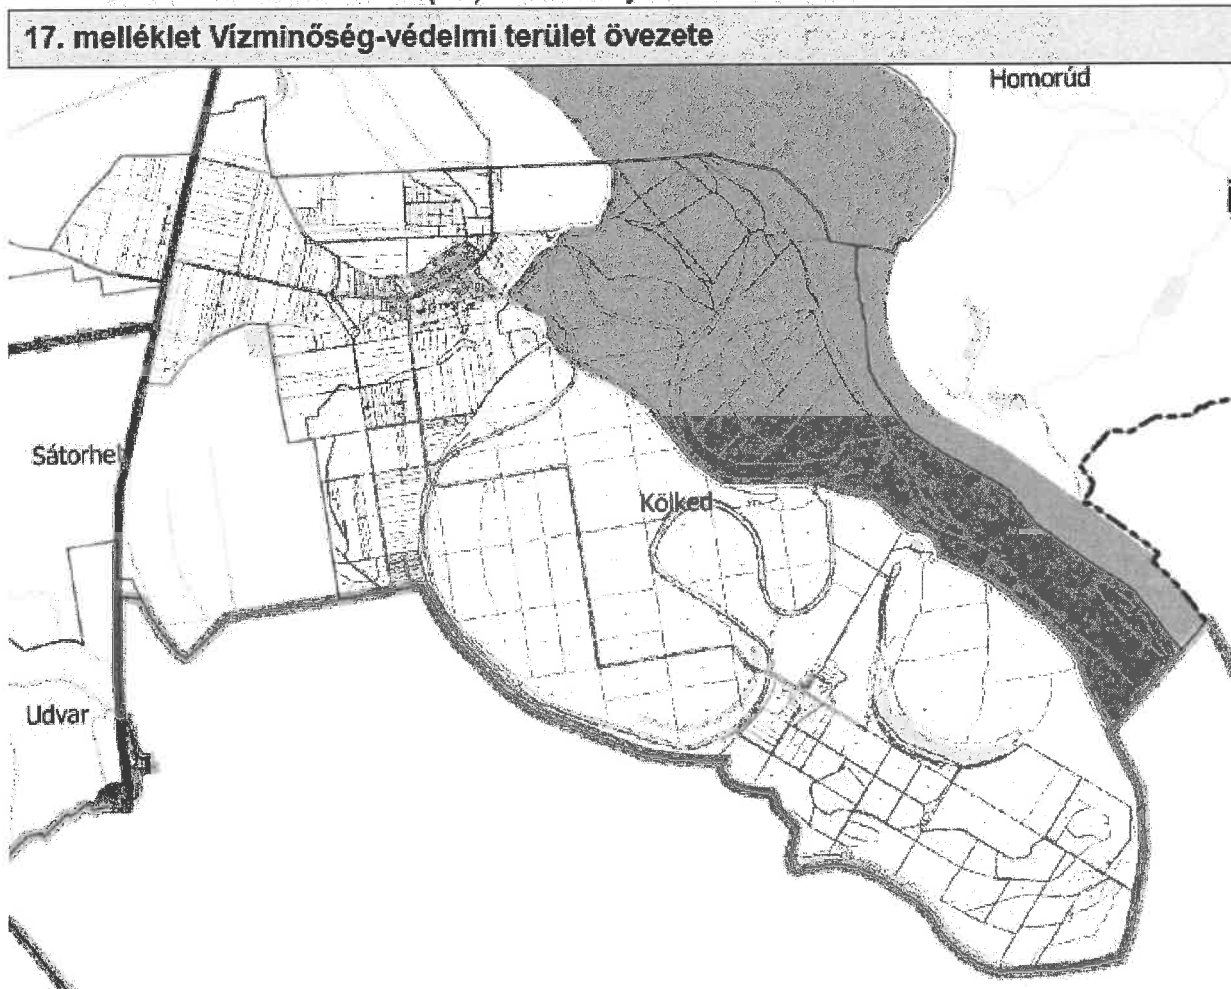 17. melléklet Vízminőség-védelmi terület övezete
Homorúd
Sátorhel
Kölked
Udvar